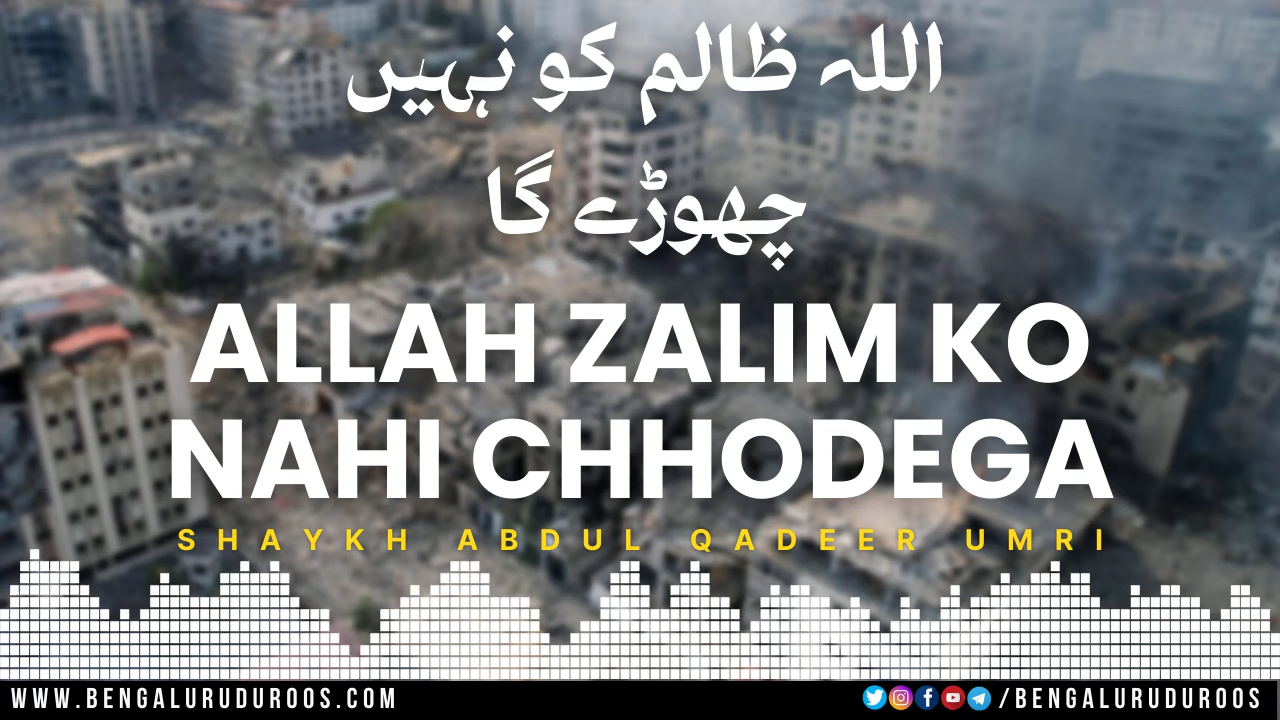 اللہ ظالم کو نہیں
چھوڑے گا
ALLAH ZALIM KO
NAHI CHHODEGA
SHAYKH ABDUL QADEER UMRI
WWW.BENGALURUDUROOS.COM
/BENGALURUDUROOS